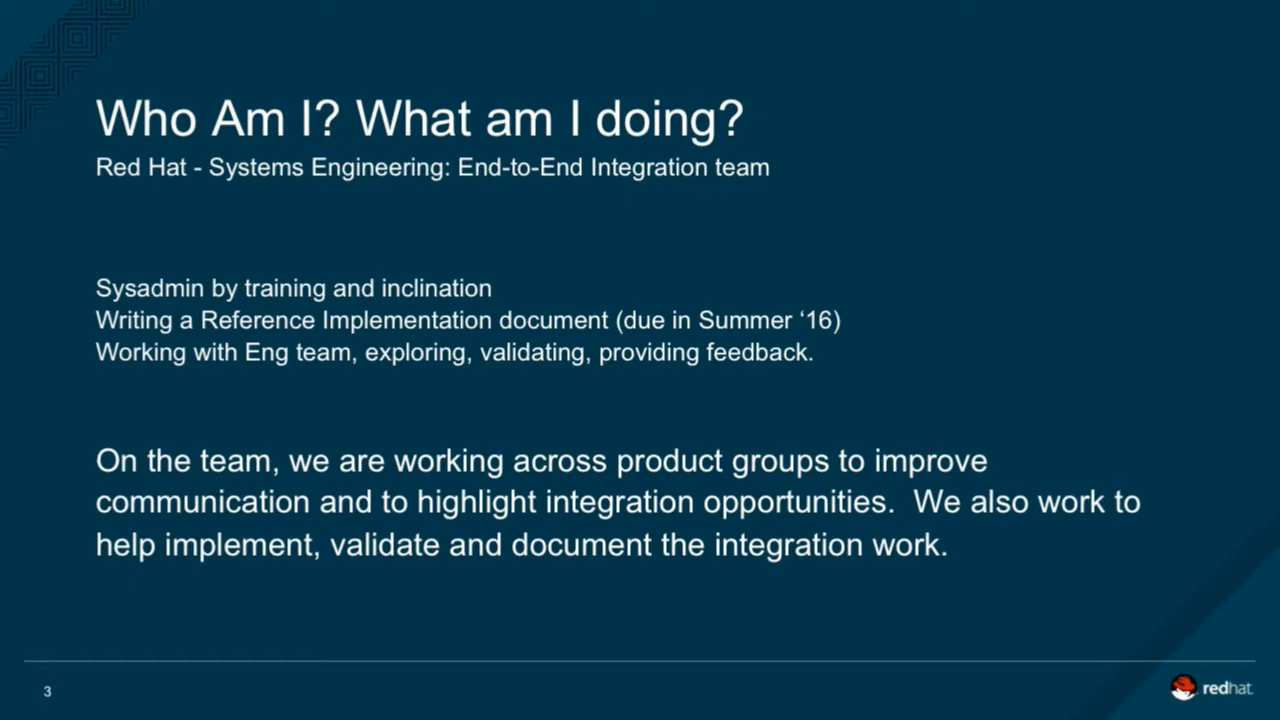 Who Am I? What am I doing?
Red Hat - Systems Engineering: End-to-End Integration team
Sysadmin by training and inclination
Writing a Reference Implementation document (due in Summer ‘16)
Working with Eng team, exploring, validating, providing feedback.
On the team, we are working across product groups to improve
communication and to highlight integration opportunities.  We also work to
help implement, validate and document the integration work.
3
redhat.